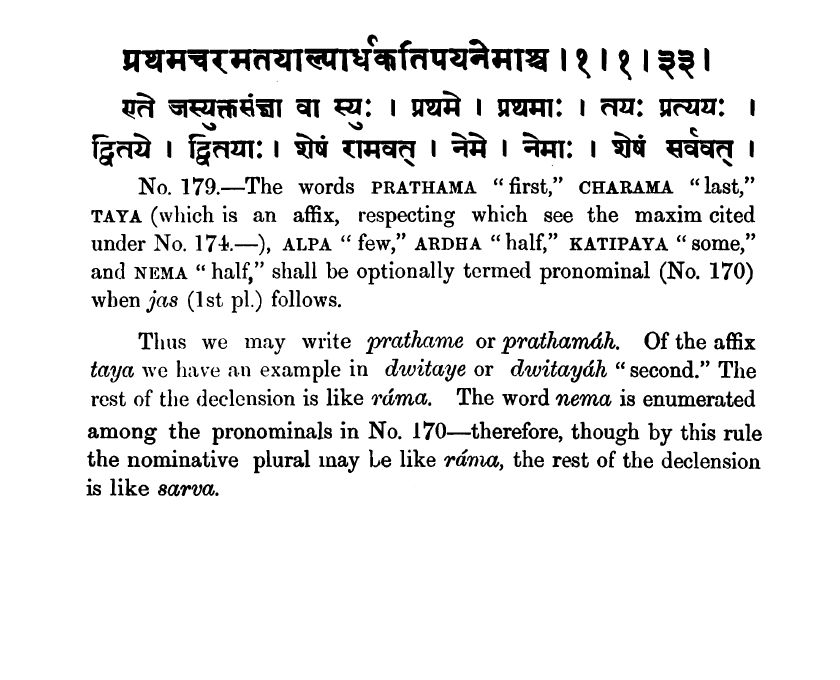 प्रथमचरमतयाल्पार्धकतिपयनेमाश्च।१।१।३३।
एते जस्युक्तसंज्ञा वा स्युः । प्रथमे । प्रथमाः । तयः प्रत्ययः ।
द्वितये । द्वितयाः । शेषं रामवत् । नेमे । नेमाः । शेषं सर्ववत् ।
No. 179.—The words PRATHAMA “first,” CHARAMA “last,”
TAYA (which is an affix, respecting which see the maxim cited
under No. 174.—), ALPA “few,” ARDHA “half,” KATIPAYA “some,”
and NEMA “half,” shall be optionally termed pronominal (No. 170)
when jas (1st pl.) follows.
Thus we may write prathame or prathamáh. Of the affix
taya we have an example in dwitaye or dwitayáh “second.” The
rest of the declension is like ráma. The word nema is enumerated
among the pronominals in No. 170—therefore, though by this rule
the nominative plural may be like ráma, the rest of the declension
is like sarva.